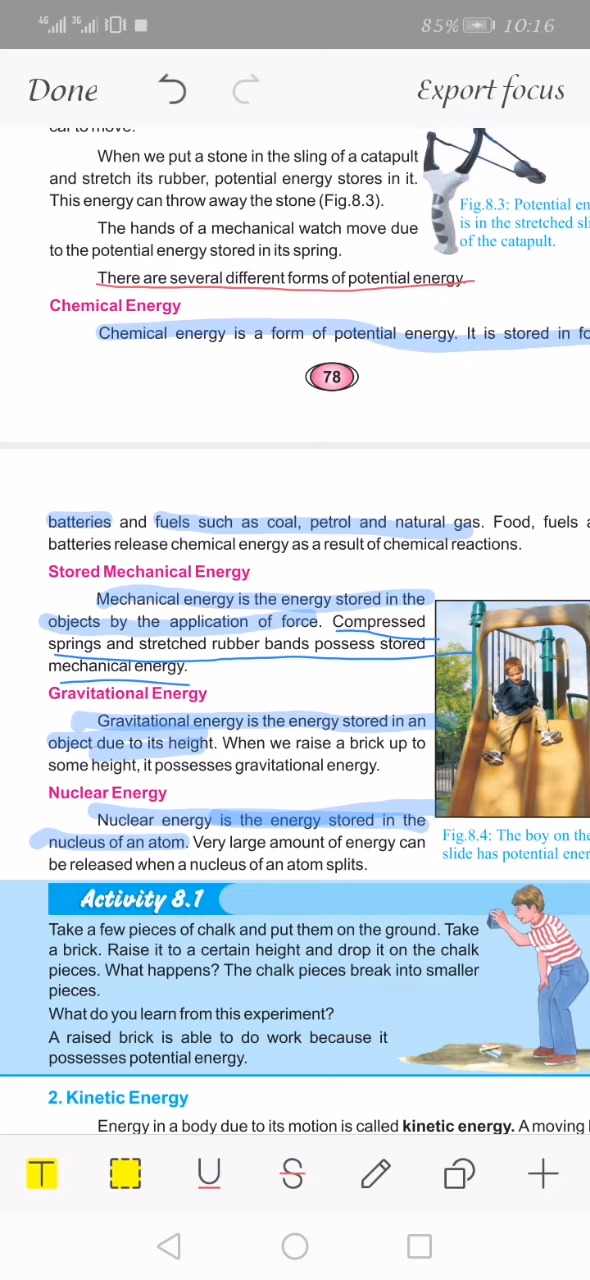 4G 3G 85% 10:16
Done Export focus
When we put a stone in the sling of a catapult
and stretch its rubber, potential energy stores in it.
This energy can throw away the stone (Fig.8.3).
The hands of a mechanical watch move due
to the potential energy stored in its spring.
There are several different forms of potential energy.
Fig.8.3: Potential en
is in the stretched sli
of the catapult.
Chemical Energy
Chemical energy is a form of potential energy. It is stored in fo
78
batteries and fuels such as coal, petrol and natural gas. Food, fuels a
batteries release chemical energy as a result of chemical reactions.
Stored Mechanical Energy
Mechanical energy is the energy stored in the
objects by the application of force. Compressed
springs and stretched rubber bands possess stored
mechanical energy.
Gravitational Energy
Gravitational energy is the energy stored in an
object due to its height. When we raise a brick up to
some height, it possesses gravitational energy.
Nuclear Energy
Nuclear energy is the energy stored in the
nucleus of an atom. Very large amount of energy can
be released when a nucleus of an atom splits.
Fig.8.4: The boy on the
slide has potential ener
Activity 8.1
Take a few pieces of chalk and put them on the ground. Take
a brick. Raise it to a certain height and drop it on the chalk
pieces. What happens? The chalk pieces break into smaller
pieces.
What do you learn from this experiment?
A raised brick is able to do work because it
possesses potential energy.
2. Kinetic Energy
Energy in a body due to its motion is called kinetic energy. A moving
T U S